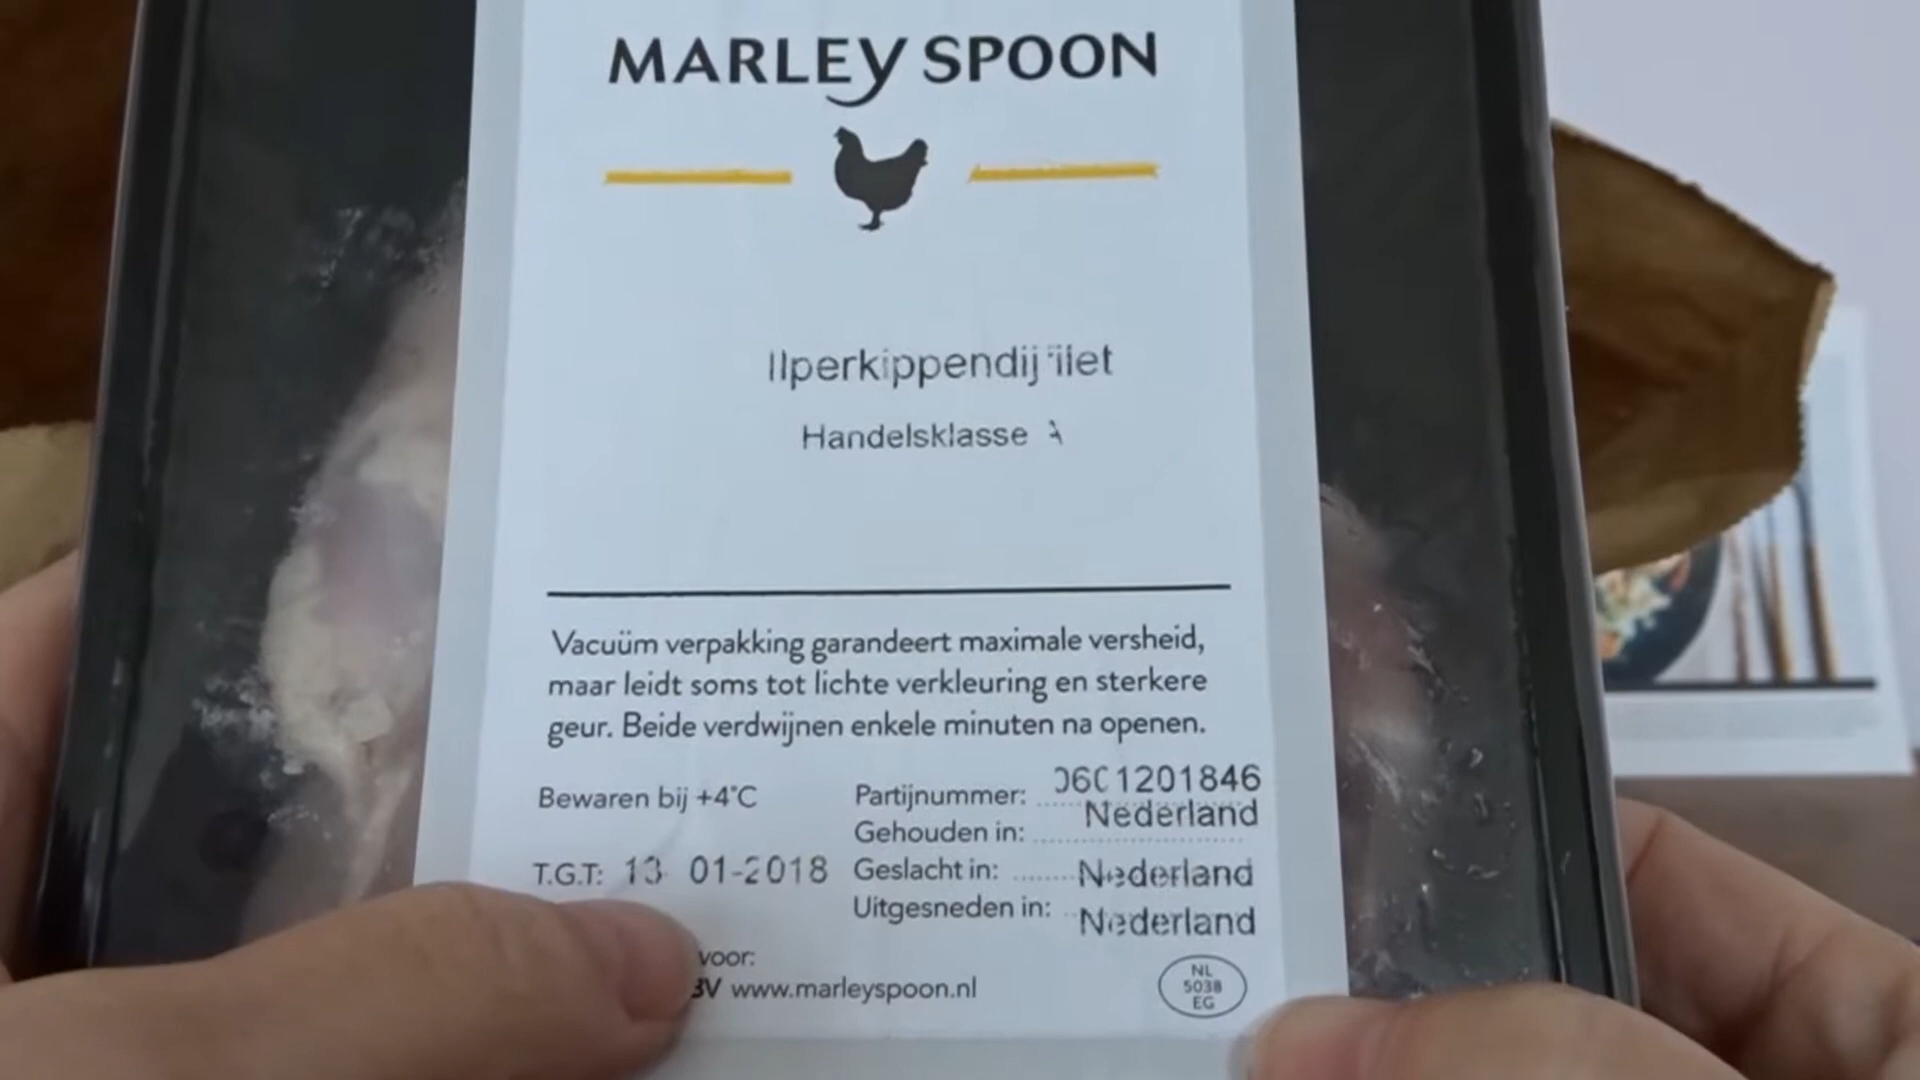 MARLEY SPOON
Handelsklasse A
Vacuüm verpakking garandeert maximale versheid,
maar leidt soms tot lichte verkleuring en sterkere
geur. Beide verdwijnen enkele minuten na openen.
Bewaren bij +4°C
T.G.T: 13 01-2018
Partijnummer: 0601201846
Gehouden in: Nederland
Geslacht in: Nederland
Uitgesneden in: Nederland
voor:
BV www.marleyspoon.nl
NL
5038
EG